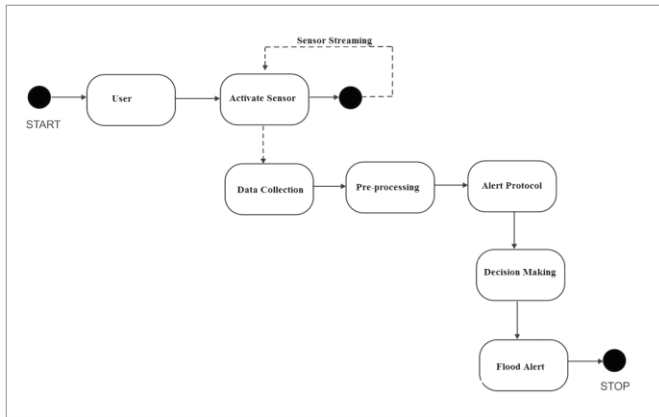 Sensor Streaming
User
Activate Sensor
START
Data Collection
Pre-processing
Alert Protocol
Decision Making
Flood Alert
STOP